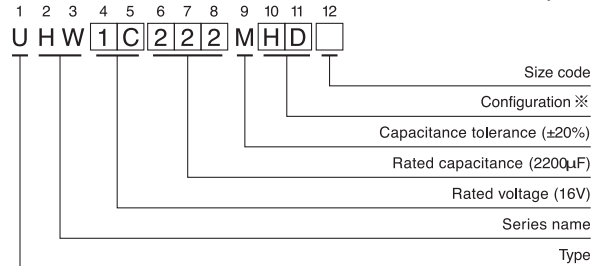 1 2 3 4 5 6 7 8 9 10 11 12
U H W 1 C 2 2 2 M H D
Size code
Configuration ※
Capacitance tolerance (±20%)
Rated capacitance (2200μF)
Rated voltage (16V)
Series name
Type